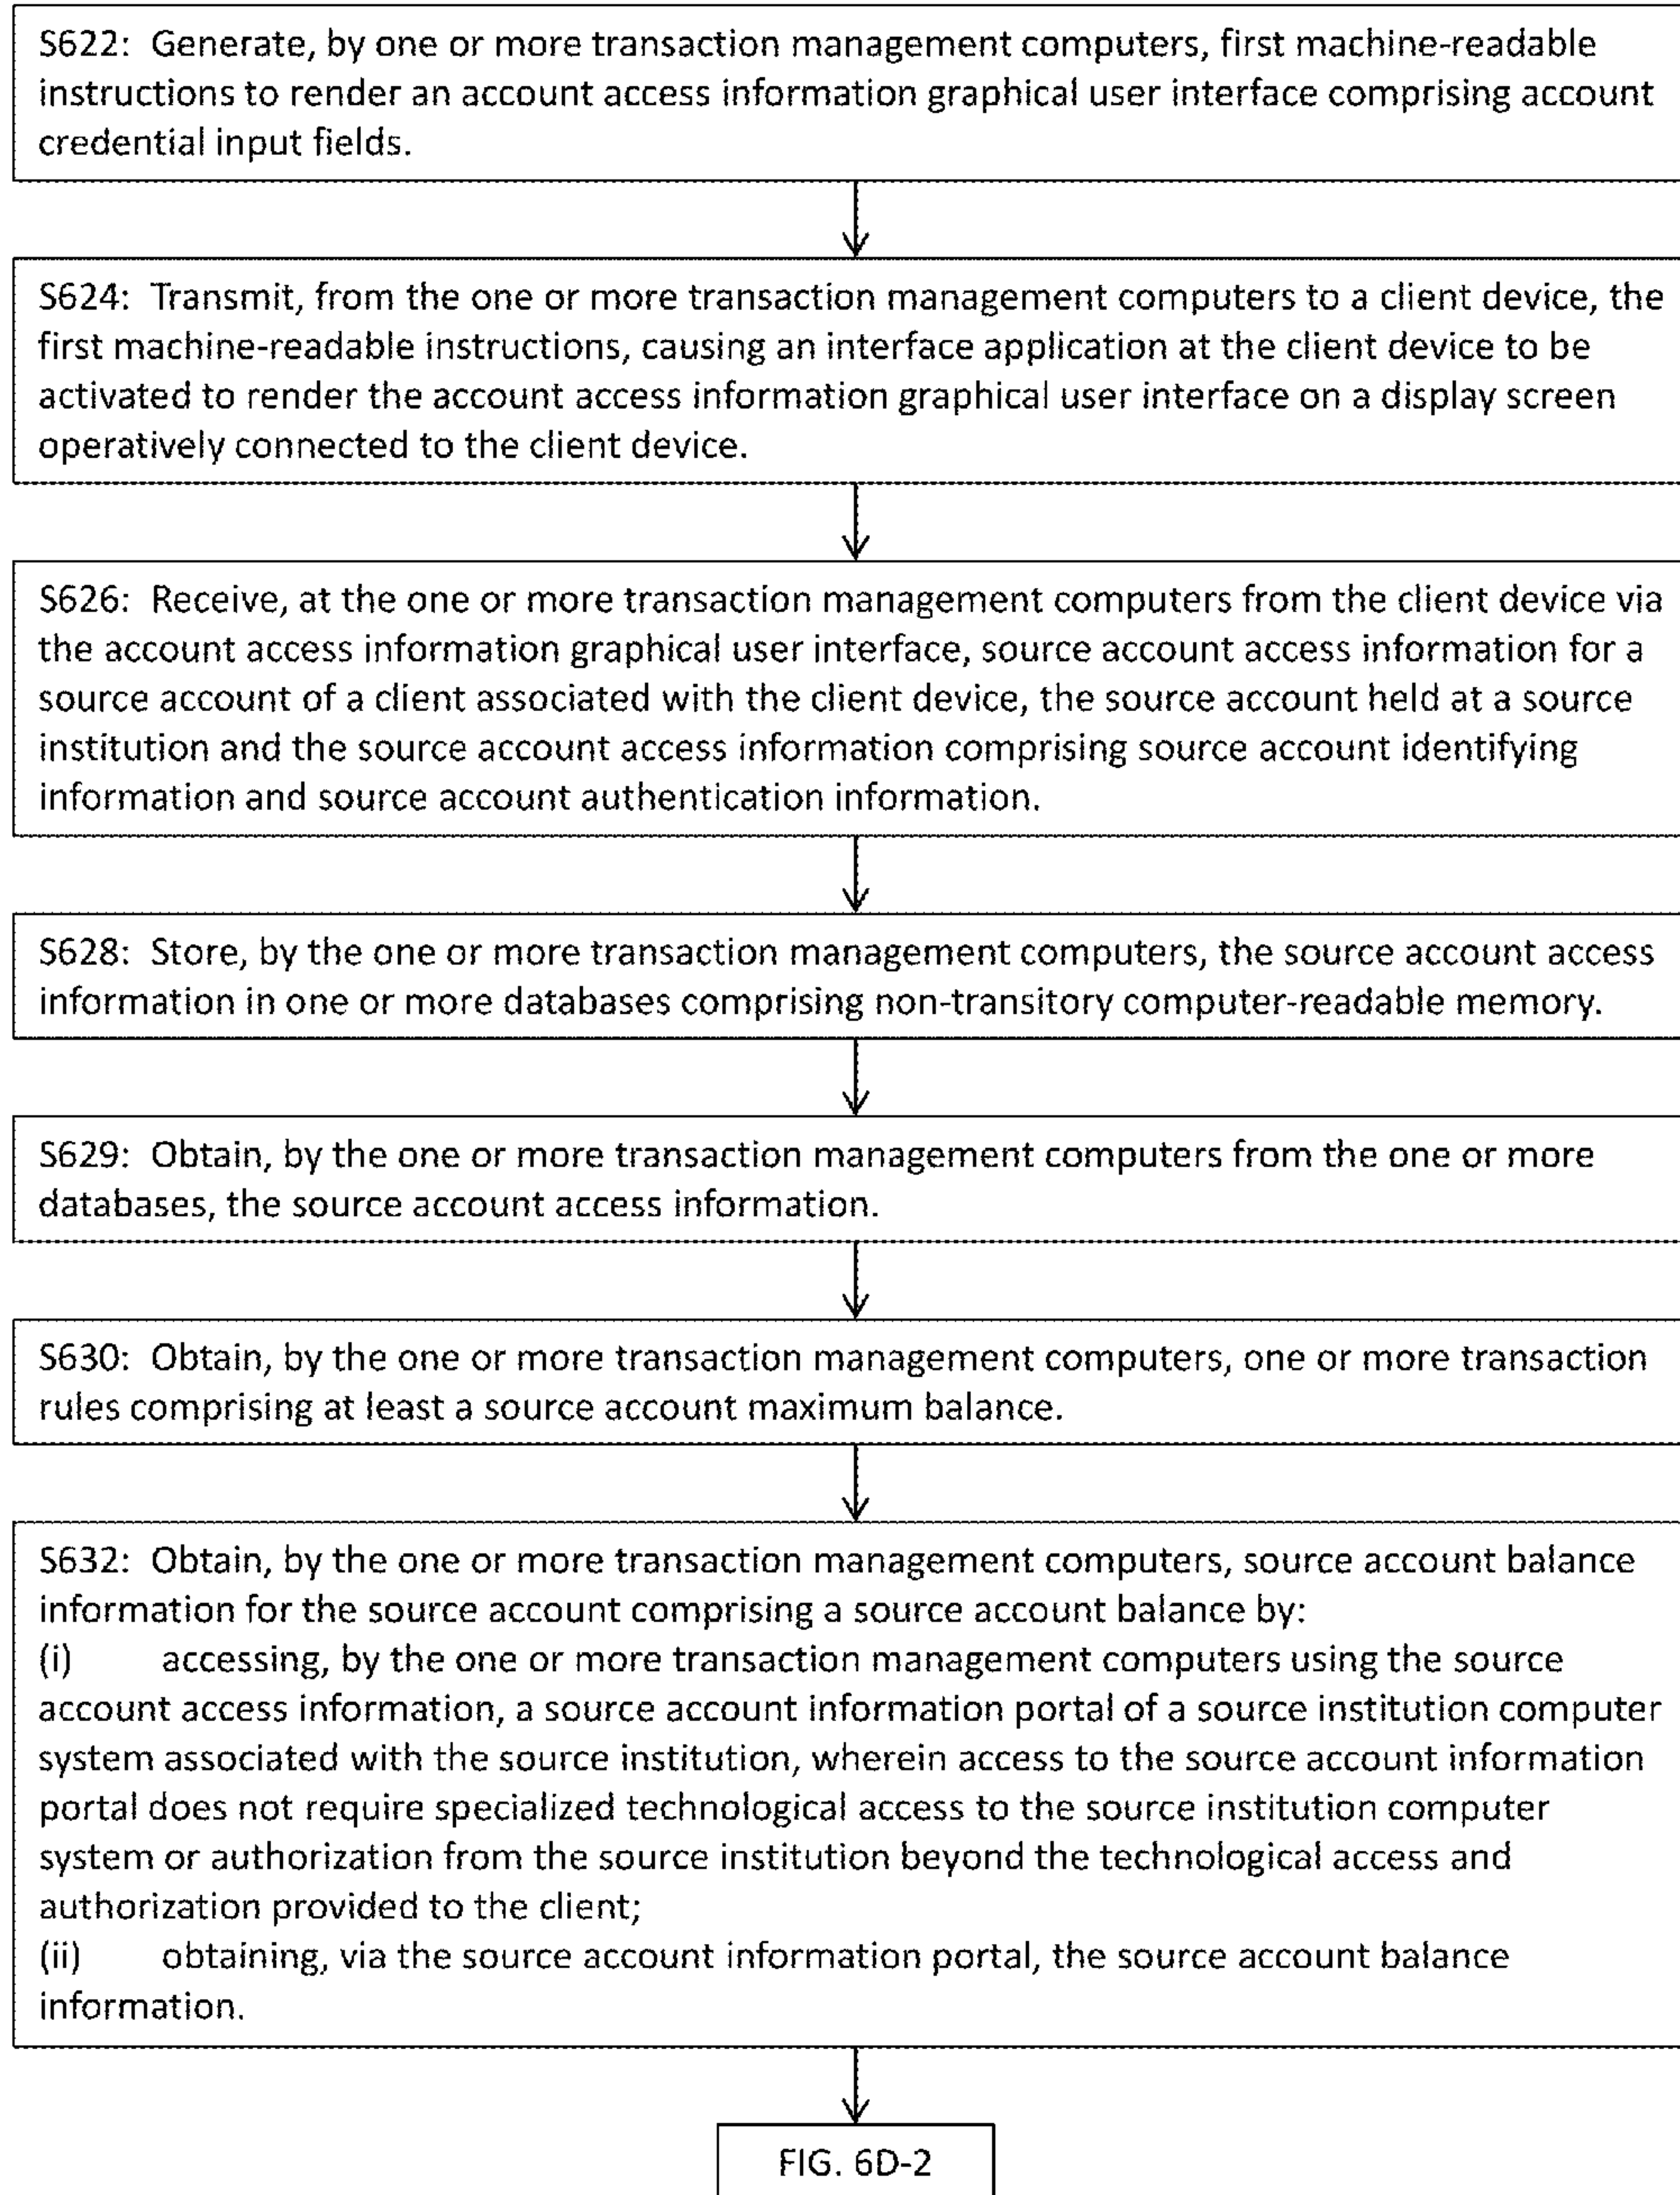 S622: Generate, by one or more transaction management computers, first machine-readable
instructions to render an account access information graphical user interface comprising account
credential input fields.
S624: Transmit, from the one or more transaction management computers to a client device, the
first machine-readable instructions, causing an interface application at the client device to be
activated to render the account access information graphical user interface on a display screen
operatively connected to the client device.
S626: Receive, at the one or more transaction management computers from the client device via
the account access information graphical user interface, source account access information for a
source account of a client associated with the client device, the source account held at a source
institution and the source account access information comprising source account identifying
information and source account authentication information.
S628: Store, by the one or more transaction management computers, the source account access
information in one or more databases comprising non-transitory computer-readable memory.
S629: Obtain, by the one or more transaction management computers from the one or more
databases, the source account access information.
S630: Obtain, by the one or more transaction management computers, one or more transaction
rules comprising at least a source account maximum balance.
S632: Obtain, by the one or more transaction management computers, source account balance
information for the source account comprising a source account balance by:
(i) accessing, by the one or more transaction management computers using the source
account access information, a source account information portal of a source institution computer
system associated with the source institution, wherein access to the source account information
portal does not require specialized technological access to the source institution computer
system or authorization from the source institution beyond the technological access and
authorization provided to the client;
(ii) obtaining, via the source account information portal, the source account balance
information.
FIG. 6D-2